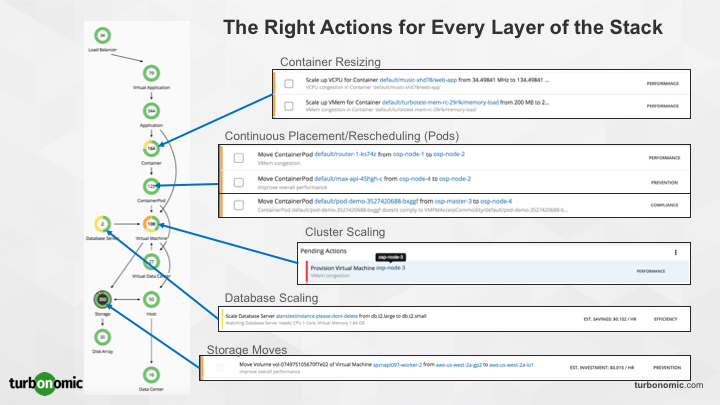 The Right Actions for Every Layer of the Stack
34
Load Balancer
79
Virtual Application
344
Application
184
Container
129
ContainerPod
2
Database Server
108
Virtual Machine
Virtual Data Center
Storage
50
Host
50
Disk Array
Data Center
Container Resizing
Scale up VCPU for Container default/music-xhd78/web-app from 34.49841 MHz to 134.49841 ...
VCPU congestion in Container 'default/music-xhd78/web-app'
PERFORMANCE
Scale up VMem for Container default/turbotest-mem-rc-29rlk/memory-load from 200 MB to 2...
VMem congestion in Container 'default/turbotest-mem-rc-29rlk/memory-load'
PERFORMANCE
Continuous Placement/Rescheduling (Pods)
Move ContainerPod default/router-1-ks74z from osp-node-1 to osp-node-2
VMem congestion
PERFORMANCE
Move ContainerPod default/max-api-45hgh-c from osp-node-4 to osp-node-2
Improve overall performance
PREVENTION
Move ContainerPod default/pod-demo-3527420688-bxggf from osp-master-3 to osp-node-4
ContainerPod default/pod-demo-3527420688-bxggf doesn't comply to VMPMAccessCommodity/default/pod-demo-3527420688-b...
COMPLIANCE
Cluster Scaling
Pending Actions
osp-node-3
Provision Virtual Machine osp-node-3
VMem congestion
PERFORMANCE
Database Scaling
Scale Database Server alanstestinstance-please-dont-delete from db.t2.large to db.t2.small
Matching Database Server needs: CPU 1 Core, Virtual Memory 1.84 GB
EST. SAVINGS: $0.102 / HR
EFFICIENCY
Storage Moves
Move Volume vol-074975105670f7e02 of Virtual Machine spcnapt097-worker-2 from aws-us-west-2a-gp2 to aws-us-west-2a-io1
Improve overall performance
EST. INVESTMENT: $0.015 / HR
PREVENTION
turbonomic
turbonomic.com